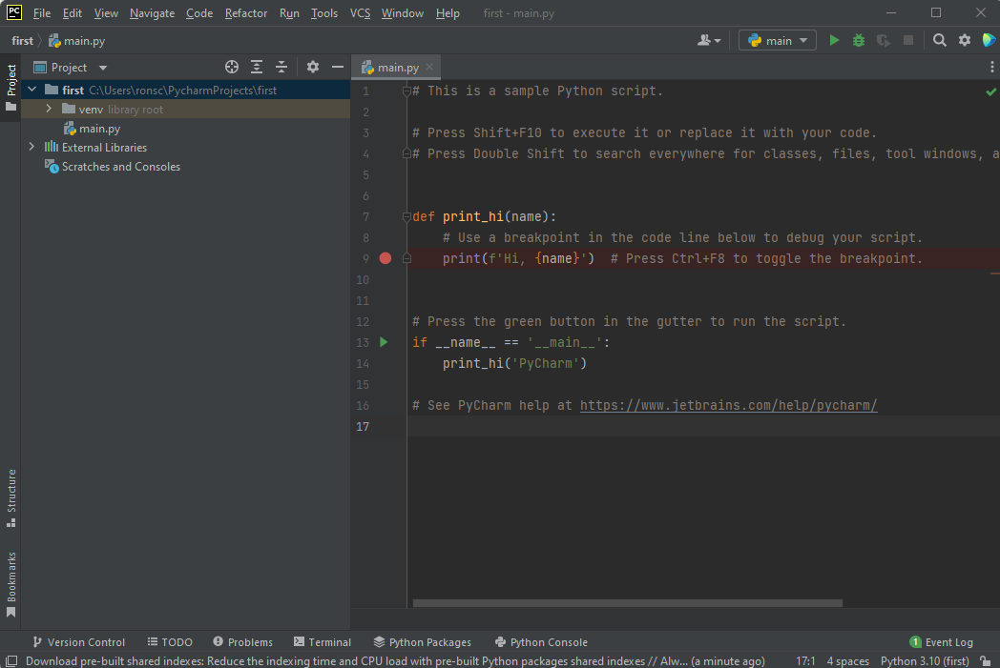 PC File Edit View Navigate Code Refactor Run Tools VCS Window Help first - main.py
first main.py main
Project
Project main.py
first C:\Users\ronsc\PycharmProjects\first
venv library root
main.py
External Libraries
Scratches and Consoles
Structure
Bookmarks
1 # This is a sample Python script.
2
3 # Press Shift+F10 to execute it or replace it with your code.
4 # Press Double Shift to search everywhere for classes, files, tool windows, a
5
6
7 def print_hi(name):
8 # Use a breakpoint in the code line below to debug your script.
9 print(f'Hi, {name}') # Press Ctrl+F8 to toggle the breakpoint.
10
11
12 # Press the green button in the gutter to run the script.
13 if __name__ == '__main__':
14 print_hi('PyCharm')
15
16 # See PyCharm help at https://www.jetbrains.com/help/pycharm/
17
Version Control TODO Problems Terminal Python Packages Python Console 1 Event Log
Download pre-built shared indexes: Reduce the indexing time and CPU load with pre-built Python packages shared indexes // Alw... (a minute ago) 17:1 4 spaces Python 3.10 (first)